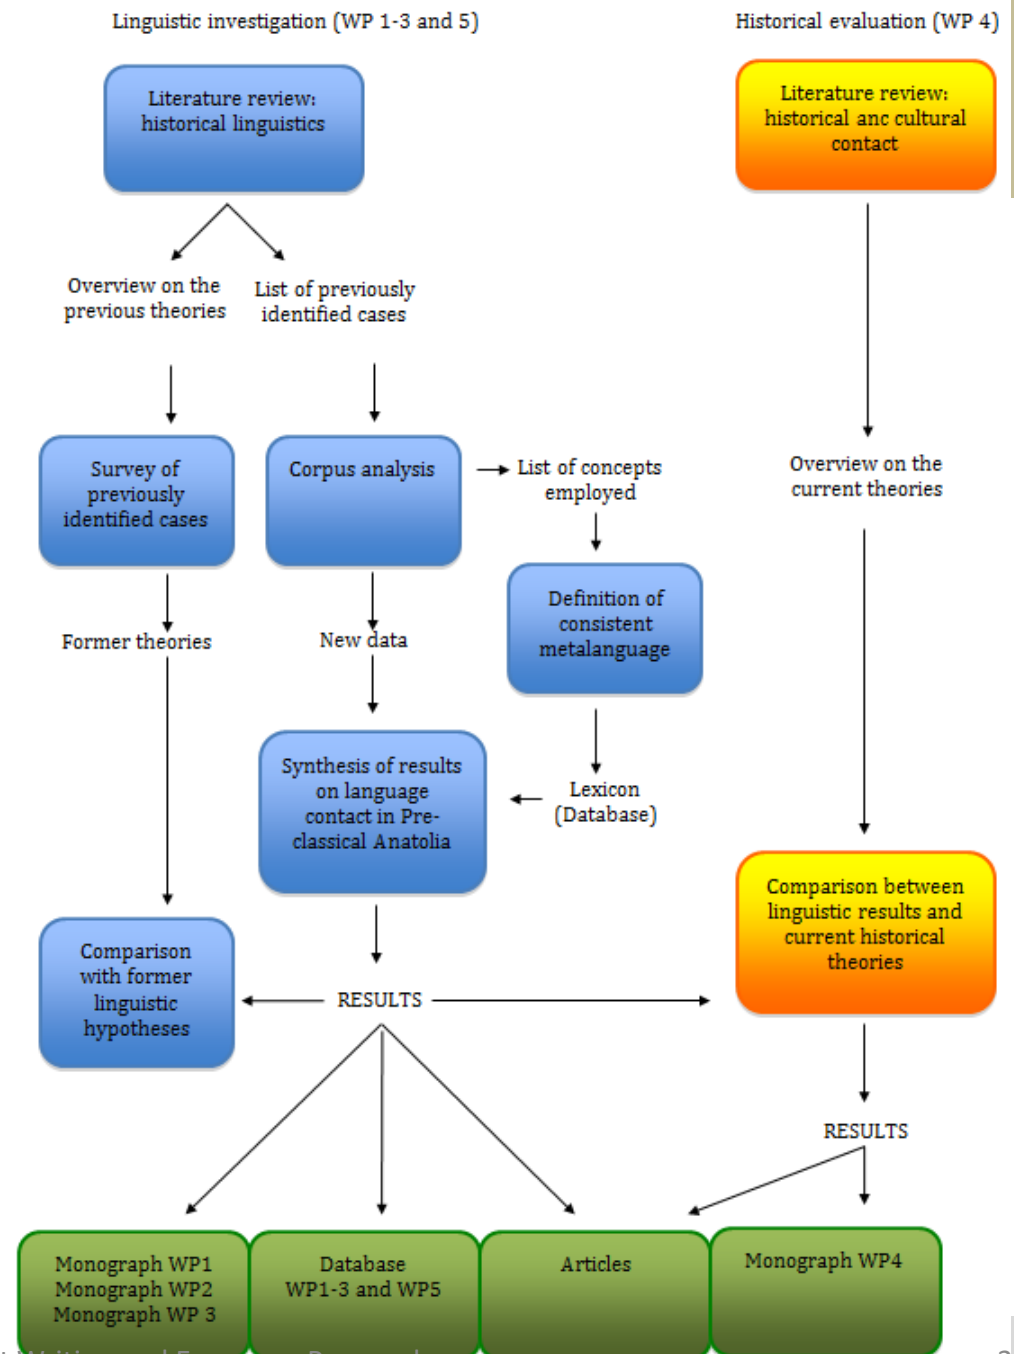 Linguistic investigation (WP 1-3 and 5)
Historical evaluation (WP 4)
Literature review:
historical linguistics
Literature review:
historical anc cultural
contact
Overview on the
previous theories
List of previously
identified cases
Survey of
previously
identified cases
Corpus analysis
List of concepts
employed
Overview on the
current theories
Definition of
consistent
metalanguage
Former theories
New data
Synthesis of results
on language
contact in Pre-
classical Anatolia
Lexicon
(Database)
Comparison between
linguistic results and
current historical
theories
Comparison
with former
linguistic
hypotheses
RESULTS
RESULTS
Monograph WP1
Monograph WP2
Monograph WP 3
Database
WP1-3 and WP5
Articles
Monograph WP4